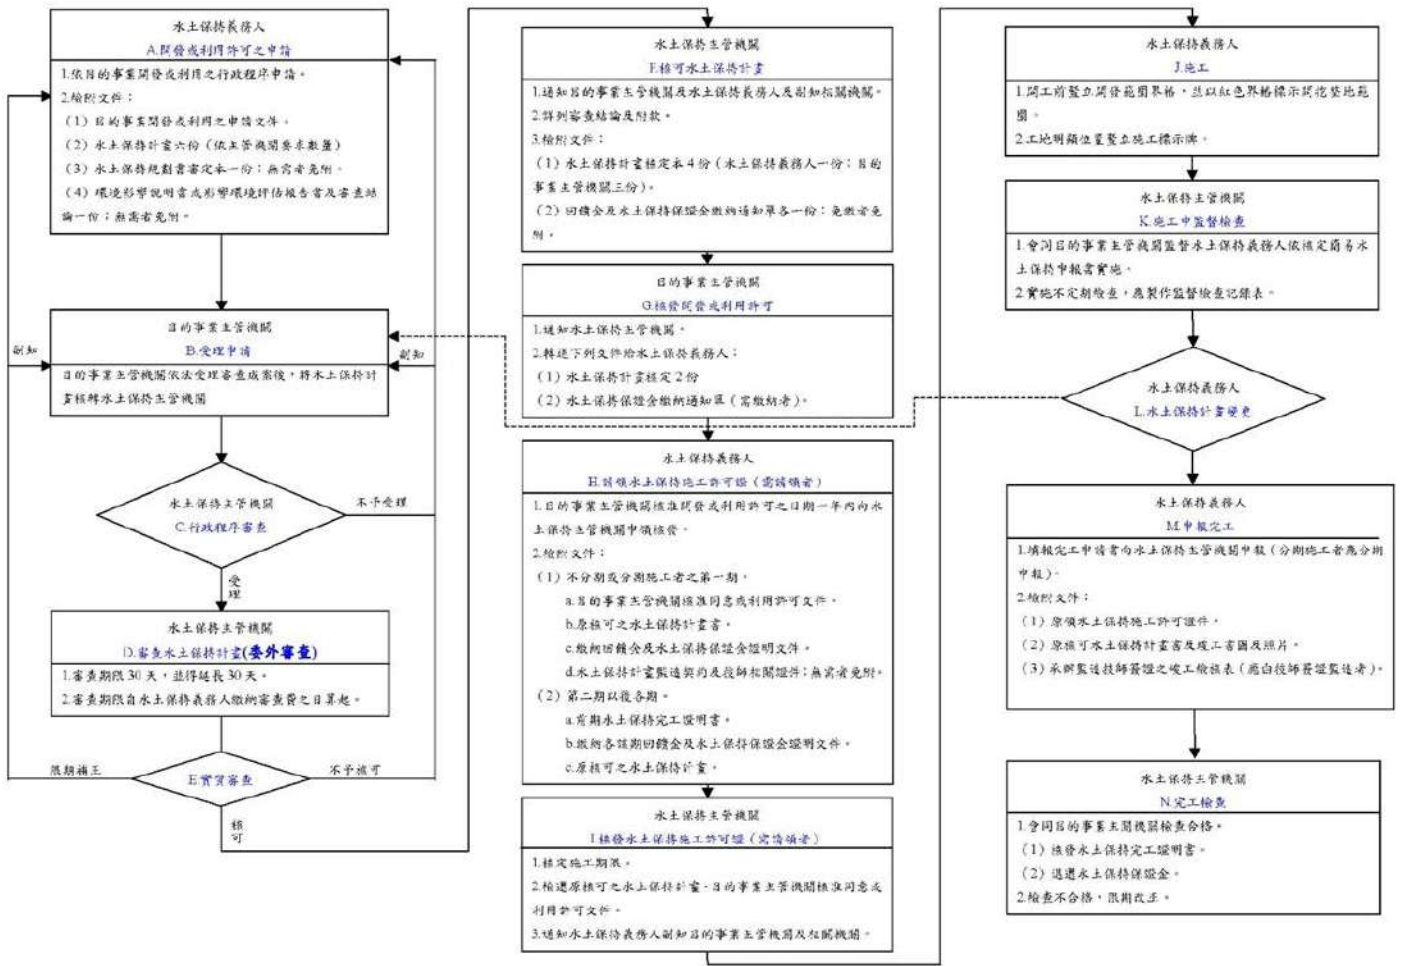 水土保持義務人
A.開發或利用許可之申請
1.依目的事業開發或利用之行政程序申請。
2.檢附文件：
（1）目的事業開發或利用之申請文件。
（2）水土保持計畫六份（依主管機關要求數量）
（3）水土保持規劃書審定本一份；無需者免附。
（4）環境影響說明書或影響環境評估報告書及審查結
論一份；無需者免附。
目的事業主管機關
B.受理申請
目的事業主管機關依法受理審查成案後，將水土保持計
畫核轉水土保持主管機關
副知
副知
水土保持主管機關
C.行政程序審查
不予受理
受
理
水土保持主管機關
D.審查水土保持計畫(委外審查)
1.審查期限30天，並得延長30天。
2.審查期限自水土保持義務人繳納審查費之日算起。
限期補正
E.實質審查
不予核可
核
可
水土保持主管機關
F.核可水土保持計畫
1.通知目的事業主管機關及水土保持義務人及副知相關機關。
2.詳列審查結論及附款。
3.檢附文件：
（1）水土保持計畫核定本4份（水土保持義務人一份；目的
事業主管機關三份）。
（2）回饋金及水土保持保證金繳納通知單各一份；免繳者免
附。
目的事業主管機關
G.核發開發或利用許可
1.通知水土保持主管機關。
2.轉送下列文件給水土保持義務人：
（1）水土保持計畫核定2份
（2）水土保持保證金繳納通知單（需繳納者）。
水土保持義務人
H.請領水土保持施工許可證（需請領者）
1.目的事業主管機關核准開發或利用許可之日期一年內向水
土保持主管機關申領核發。
2.檢附文件：
（1）不分期或分期施工者之第一期。
a.目的事業主管機關核准同意或利用許可文件。
b.原核可之水土保持計畫書。
c.繳納回饋金及水土保持保證金證明文件。
d.水土保持計畫監造契約及技師相關證件；無需者免附。
（2）第二期以後各期。
a.前期水土保持完工證明書。
b.繳納各該期回饋金及水土保持保證金證明文件。
c.原核可之水土保持計畫。
水土保持主管機關
I.核發水土保持施工許可證（需請領者）
1.核定施工期限。
2.檢還原核可之水土保持計畫、目的事業主管機關核准同意或
利用許可文件。
3.通知水土保持義務人副知目的事業主管機關及相關機關。
水土保持義務人
J.施工
1.開工前豎立開發範圍界樁，並以紅色界樁標示開挖整地範
圍。
2.工地明顯位置豎立施工標示牌。
水土保持主管機關
K.施工中監督檢查
1.會同目的事業主管機關監督水土保持義務人依核定簡易水
土保持申報書實施。
2.實施不定期檢查，應製作監督檢查記錄表。
水土保持義務人
L.水土保持計畫變更
水土保持義務人
M.申報完工
1.填報完工申請書向水土保持主管機關申報（分期施工者應分期
申報）。
2.檢附文件：
（1）原領水土保持施工許可證件。
（2）原核可水土保持計畫書及竣工書圖及照片。
（3）承辦監造技師簽證之竣工檢核表（應由技師簽證監造者）。
水土保持主管機關
N.完工檢查
1.會同目的事業主關機關檢查合格。
（1）核發水土保持完工證明書。
（2）退還水土保持保證金。
2.檢查不合格，限期改正。